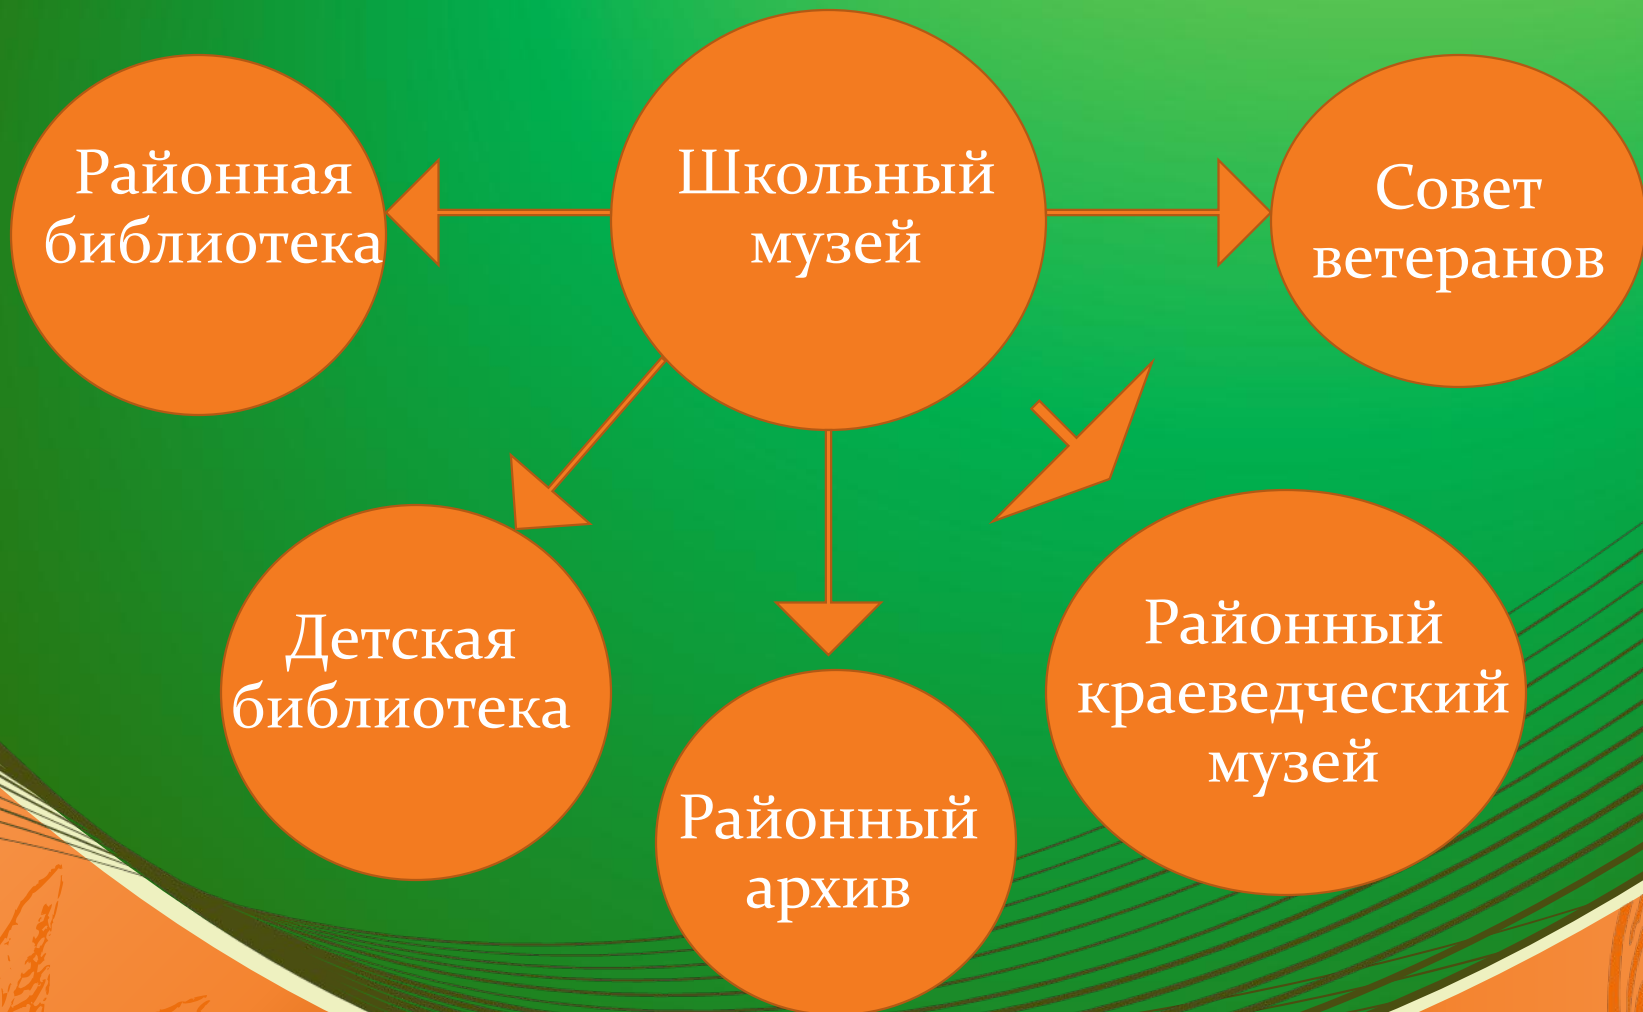 Районная
библиотека
Школьный
музей
Совет
ветеранов
Детская
библиотека
Районный
архив
Районный
краеведческий
музей